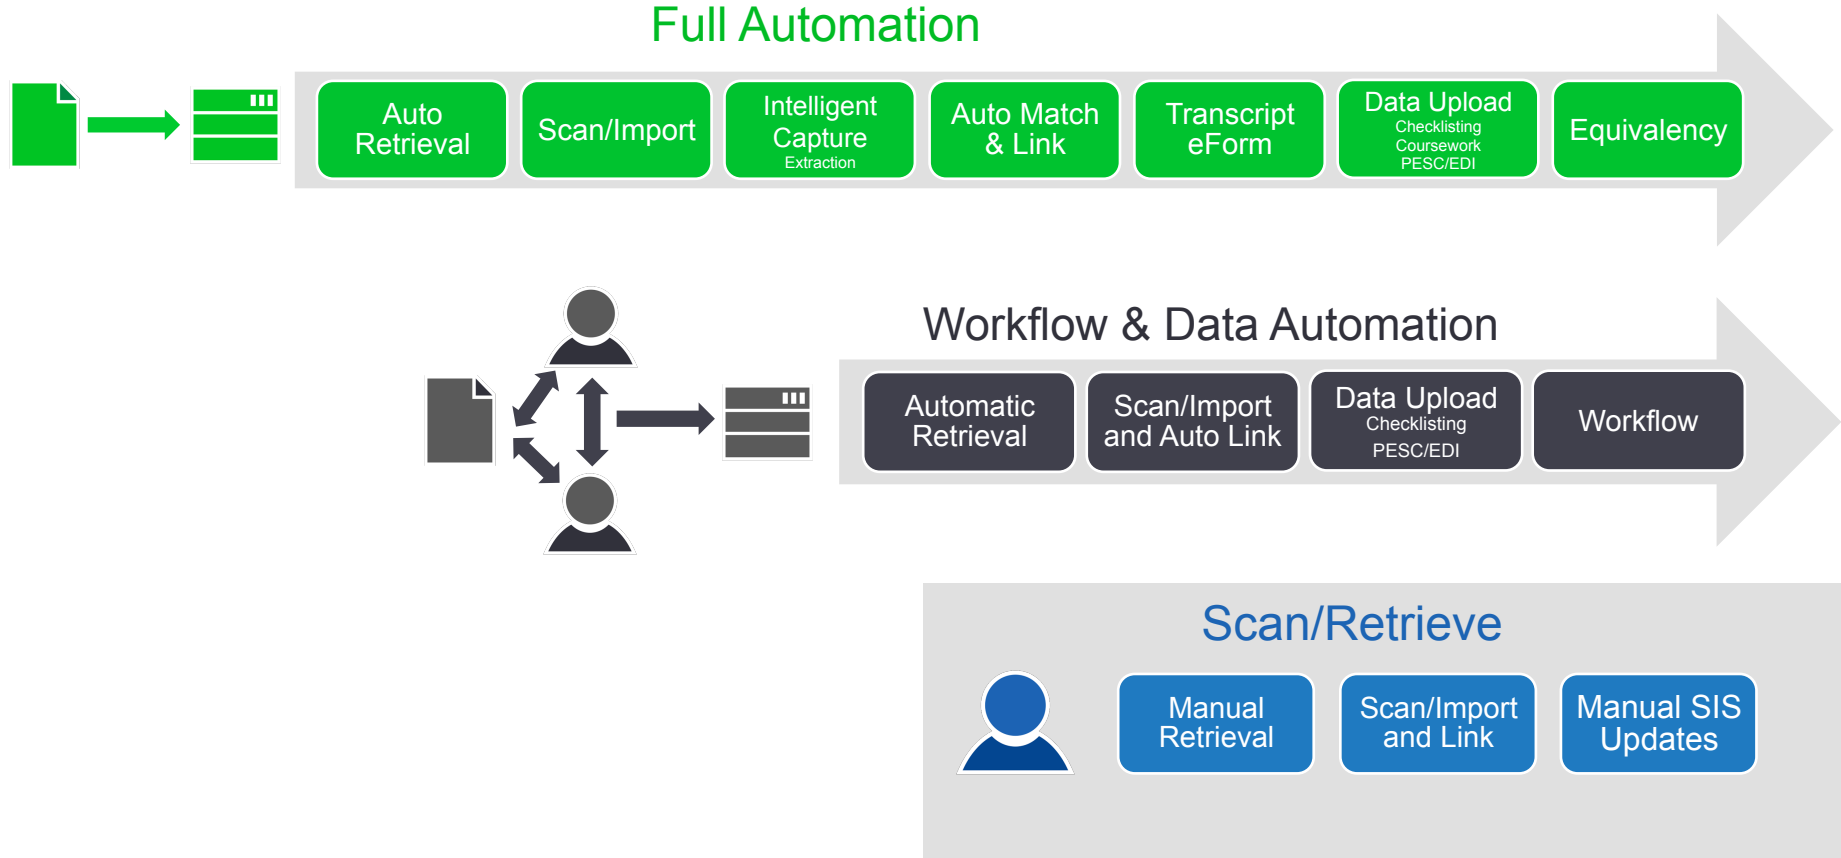 Full Automation
Auto
Retrieval
Scan/Import
Intelligent
Capture
Extraction
Auto Match
& Link
Transcript
eForm
Data Upload
Checklisting
Coursework
PESC/EDI
Equivalency
Workflow & Data Automation
Automatic
Retrieval
Scan/Import
and Auto Link
Data Upload
Checklisting
PESC/EDI
Workflow
Scan/Retrieve
Manual
Retrieval
Scan/Import
and Link
Manual SIS
Updates